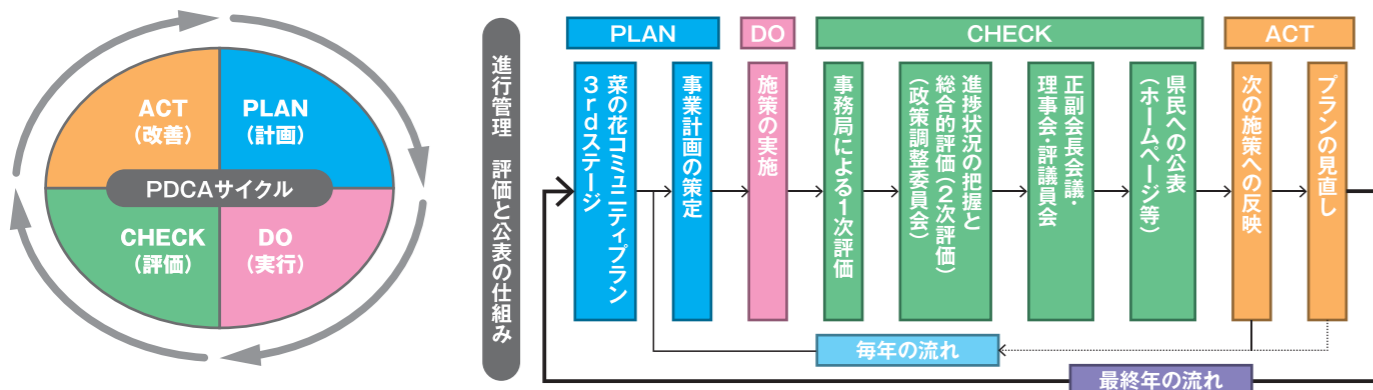 ACT
(改善)
PLAN
(計画)
PDCAサイクル
CHECK
(評価)
DO
(実行)
進行管理 評価と公表の仕組み
PLAN
DO
CHECK
ACT
菜の花コミュニティプラン
3rdステージ
事業計画の策定
施策の実施
事務局による1次評価
進捗状況の把握と
総合的評価(2次評価)
(政策調整委員会)
正副会長会議・
理事会・評議員会
県民への公表
(ホームページ等)
次の施策への反映
プランの見直し
毎年の流れ
最終年の流れ